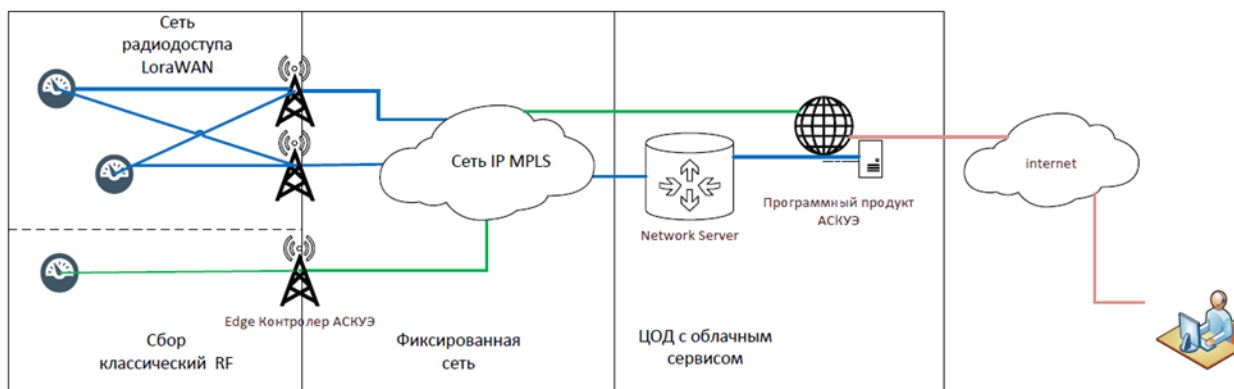 Сеть
радиодоступа
LoraWAN
Сеть IP MPLS
Network Server
Программный продукт
АСКУЭ
internet
Edge Контролер АСКУЭ
Сбор
классический RF
Фиксированная
сеть
ЦОД с облачным
сервисом